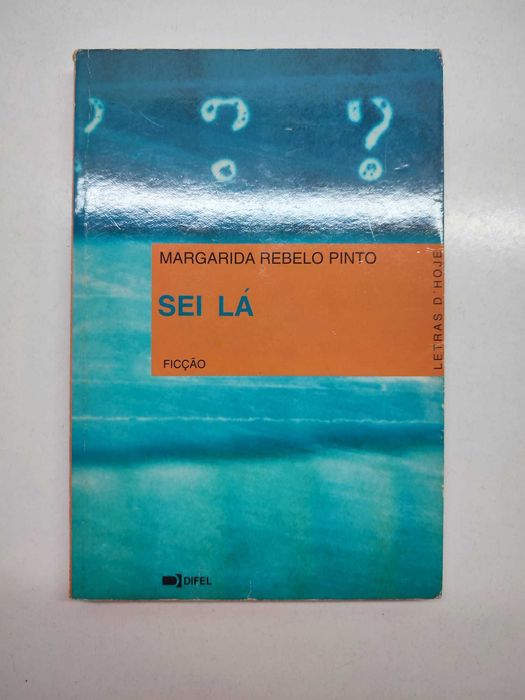 ? ?
MARGARIDA REBELO PINTO
SEI LÁ
FICÇÃO
LETRAS D'HOJE
DIFEL